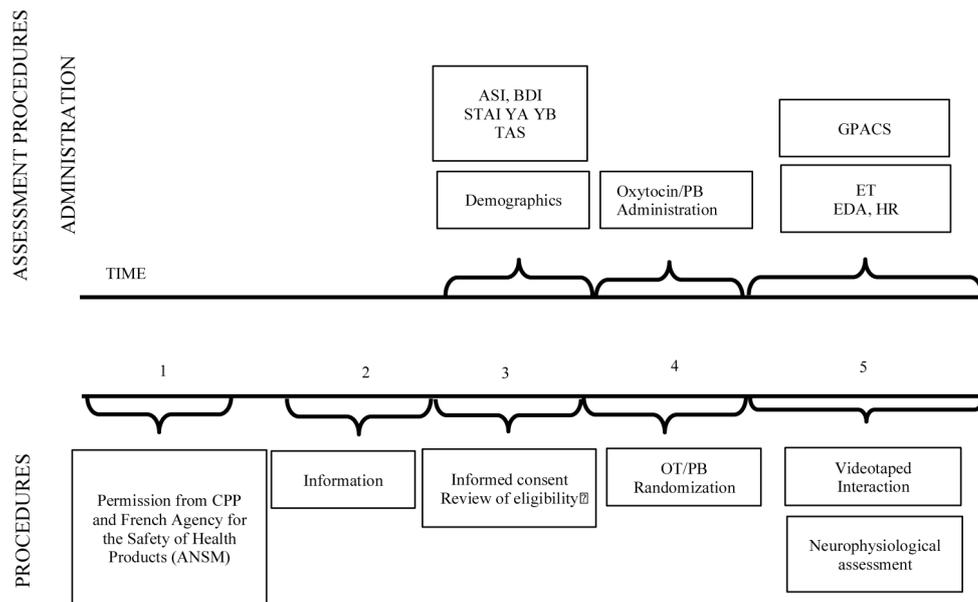 ASSESSMENT PROCEDURES
ADMINISTRATION
ASI, BDI
STAI YA YB
TAS
GPACS
Demographics
Oxytocin/PB
Administration
ET
EDA, HR
TIME
1
2
3
4
5
PROCEDURES
Permission from CPP
and French Agency for
the Safety of Health
Products (ANSM)
Information
Informed consent
Review of eligibility
OT/PB
Randomization
Videotaped
Interaction
Neurophysiological
assessment